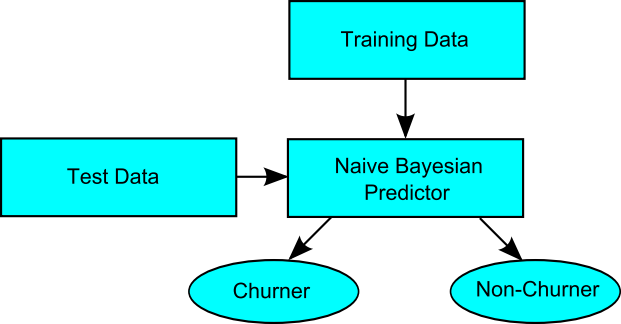 Training Data
Test Data
Naive Bayesian
Predictor
Churner
Non-Churner